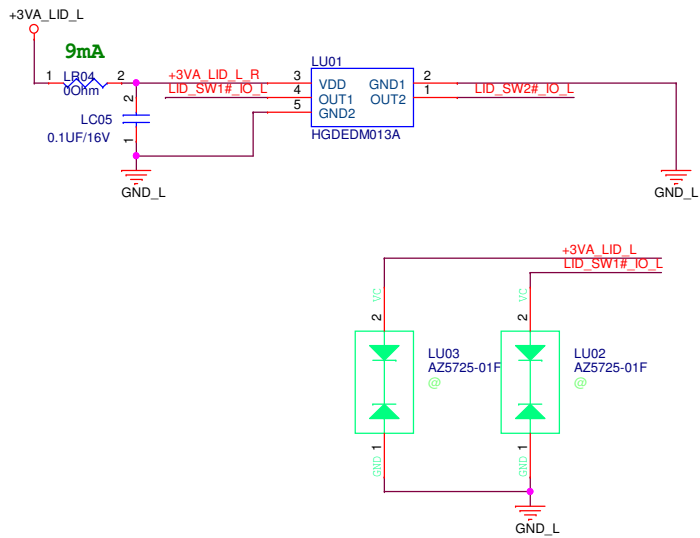 +3VA_LID_L
9mA
1 LR04 2
0Ohm
+3VA_LID_L_R
LID_SW1#_IO_L
3
4
5
LU01
VDD GND1
OUT1 OUT2
GND2
HGDEDM013A
2
1
LID_SW2#_IO_L
2
LC05
0.1UF/16V
1
GND_L
GND_L
+3VA_LID_L
LID_SW1#_IO_L
VC
2
VC
2
LU03
AZ5725-01F
@
LU02
AZ5725-01F
@
GND
1
GND
1
GND_L